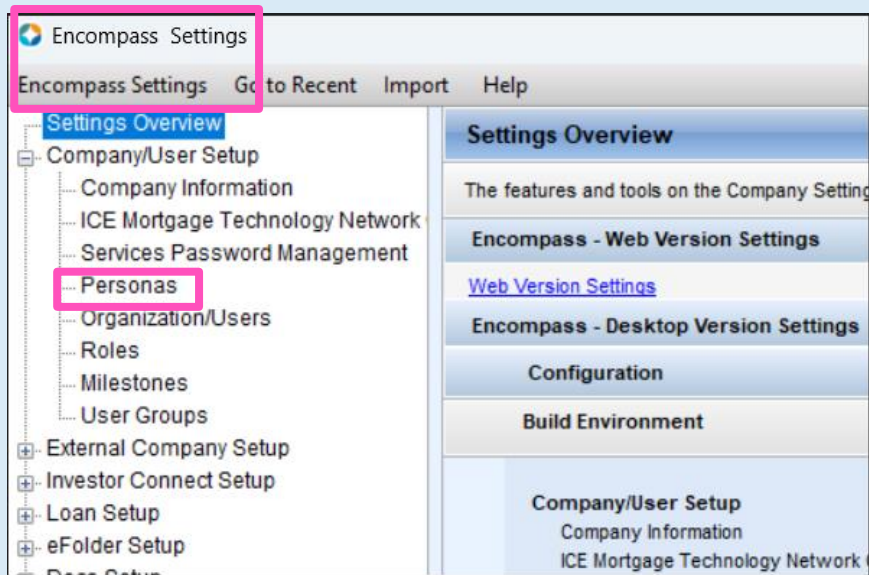 Encompass Settings
Encompass Settings Go to Recent Import Help
Settings Overview
Company/User Setup
Company Information
ICE Mortgage Technology Network
Services Password Management
Personas
Organization/Users
Roles
Milestones
User Groups
External Company Setup
Investor Connect Setup
Loan Setup
eFolder Setup
Docs Setup
Settings Overview
The features and tools on the Company Setting
Encompass - Web Version Settings
Web Version Settings
Encompass - Desktop Version Settings
Configuration
Build Environment
Company/User Setup
Company Information
ICE Mortgage Technology Network